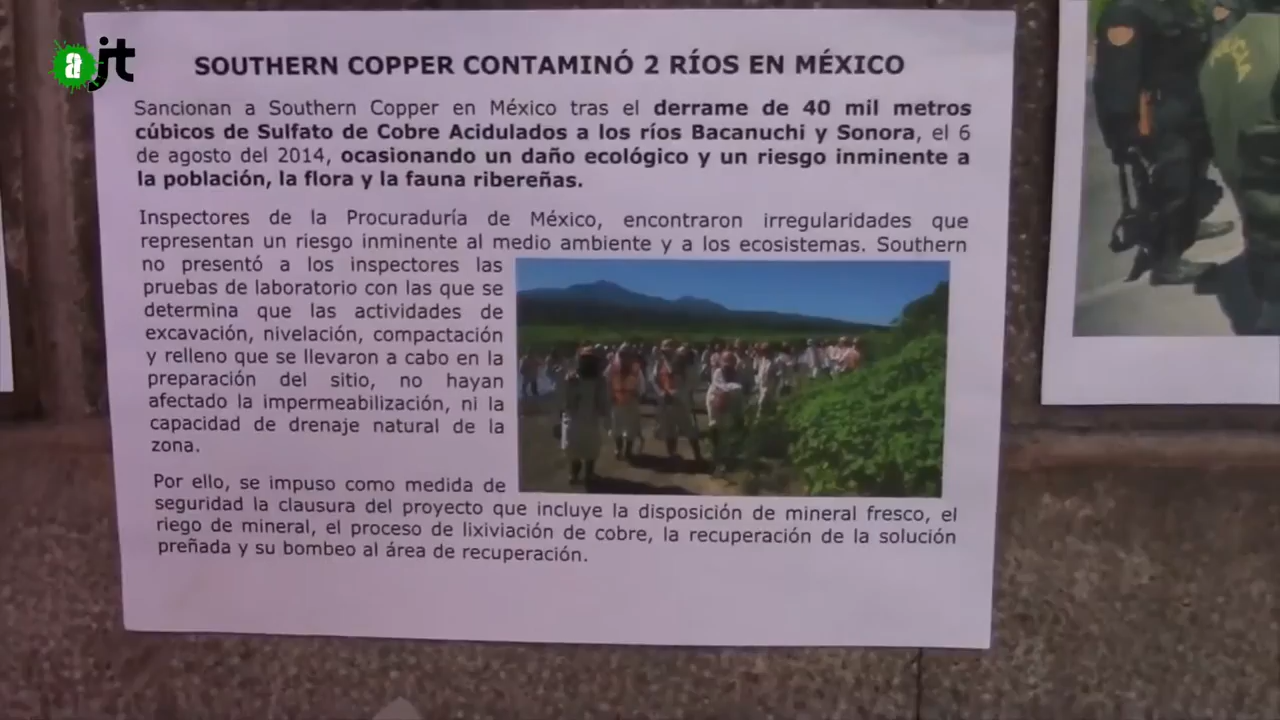 ajt
SOUTHERN COPPER CONTAMINÓ 2 RÍOS EN MÉXICO
Sancionan a Southern Copper en México tras el derrame de 40 mil metros
cúbicos de Sulfato de Cobre Acidulados a los ríos Bacanuchi y Sonora, el 6
de agosto del 2014, ocasionando un daño ecológico y un riesgo inminente a
la población, la flora y la fauna ribereñas.
Inspectores de la Procuraduría de México, encontraron irregularidades que
representan un riesgo inminente al medio ambiente y a los ecosistemas. Southern
no presentó a los inspectores las
pruebas de laboratorio con las que se
determina que las actividades de
excavación, nivelación, compactación
y relleno que se llevaron a cabo en la
preparación del sitio, no hayan
afectado la impermeabilización, ni la
capacidad de drenaje natural de la
zona.
Por ello, se impuso como medida de
seguridad la clausura del proyecto que incluye la disposición de mineral fresco, el
riego de mineral, el proceso de lixiviación de cobre, la recuperación de la solución
preñada y su bombeo al área de recuperación.